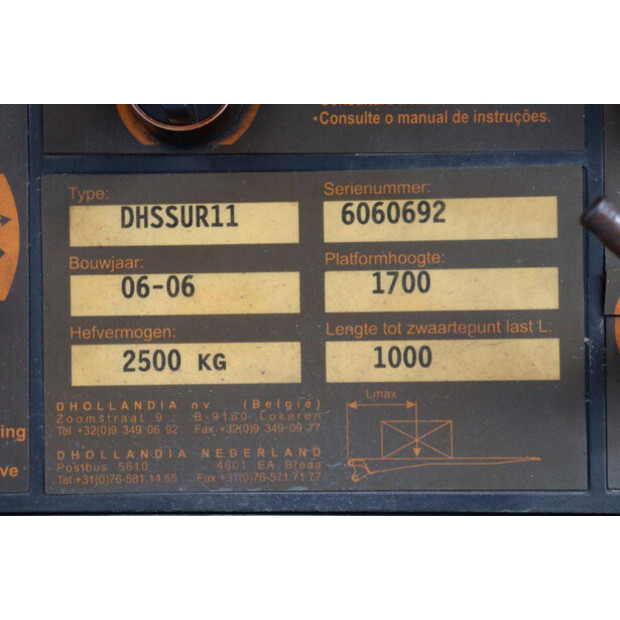 •Consulte o manual de instruções.
Type:
DHSSUR11
Serienummer:
6060692
Bouwjaar:
06-06
Platformhoogte:
1700
Hefvermogen:
2500 KG
Lengte tot zwaartepunt last L:
1000
DHOLLANDIA nv (België)
Zoomstraat 9 - B-9160 Lokeren
Tel +32(0)9 349 06 92 Fax +32(0)9 349 09 77
DHOLLANDIA NEDERLAND
Postbus 5610 4801 EA Breda
Tel +31(0)76-581 14 65 Fax +31(0)76-571 71 77
Lmax
ing
ve